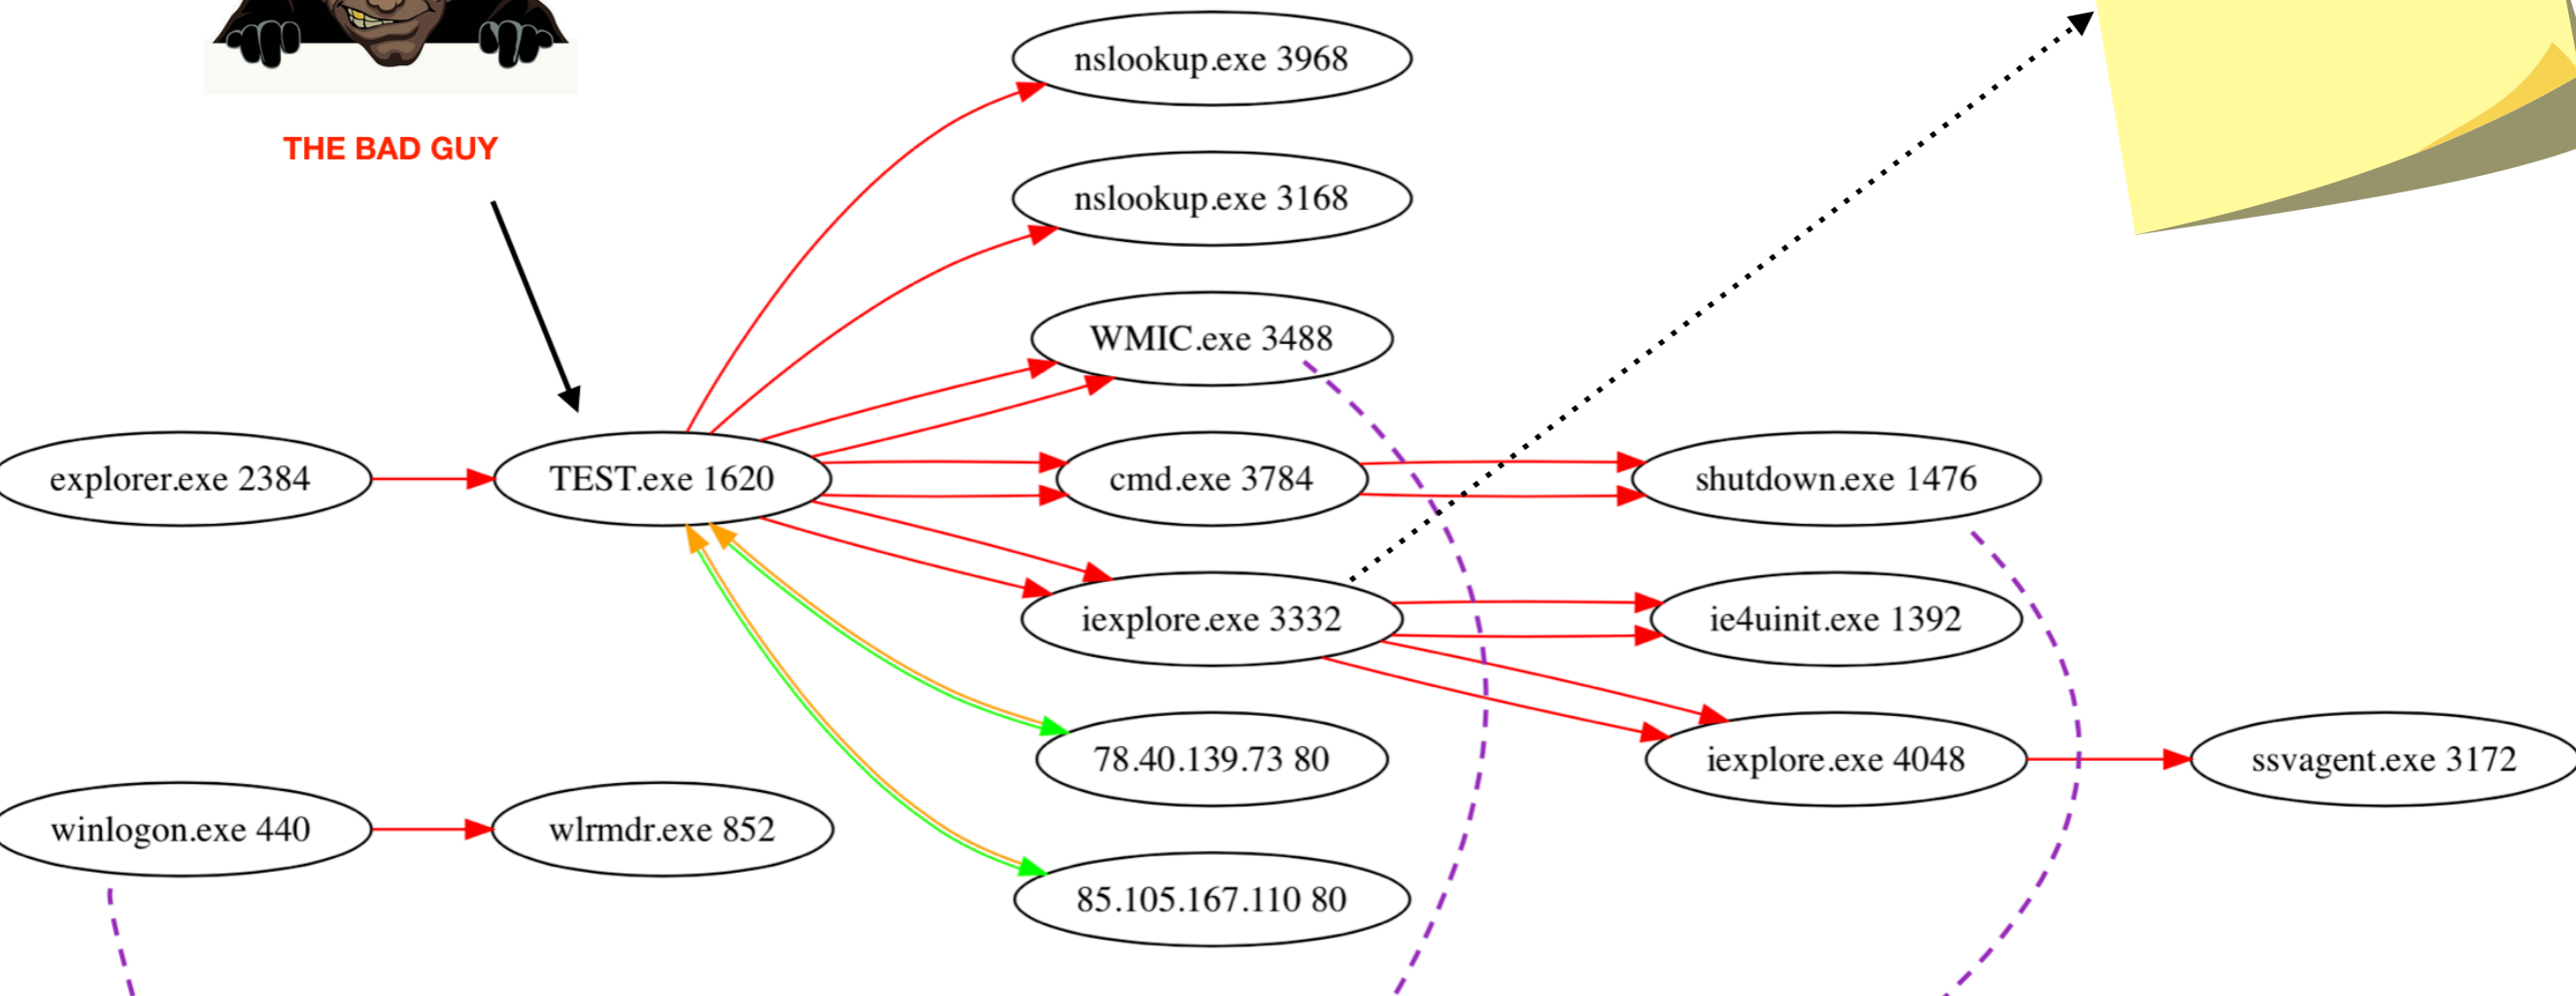 THE BAD GUY
nslookup.exe 3968
nslookup.exe 3168
WMIC.exe 3488
explorer.exe 2384
TEST.exe 1620
cmd.exe 3784
shutdown.exe 1476
iexplore.exe 3332
ie4uinit.exe 1392
78.40.139.73 80
iexplore.exe 4048
ssvagent.exe 3172
winlogon.exe 440
wlrmdr.exe 852
85.105.167.110 80